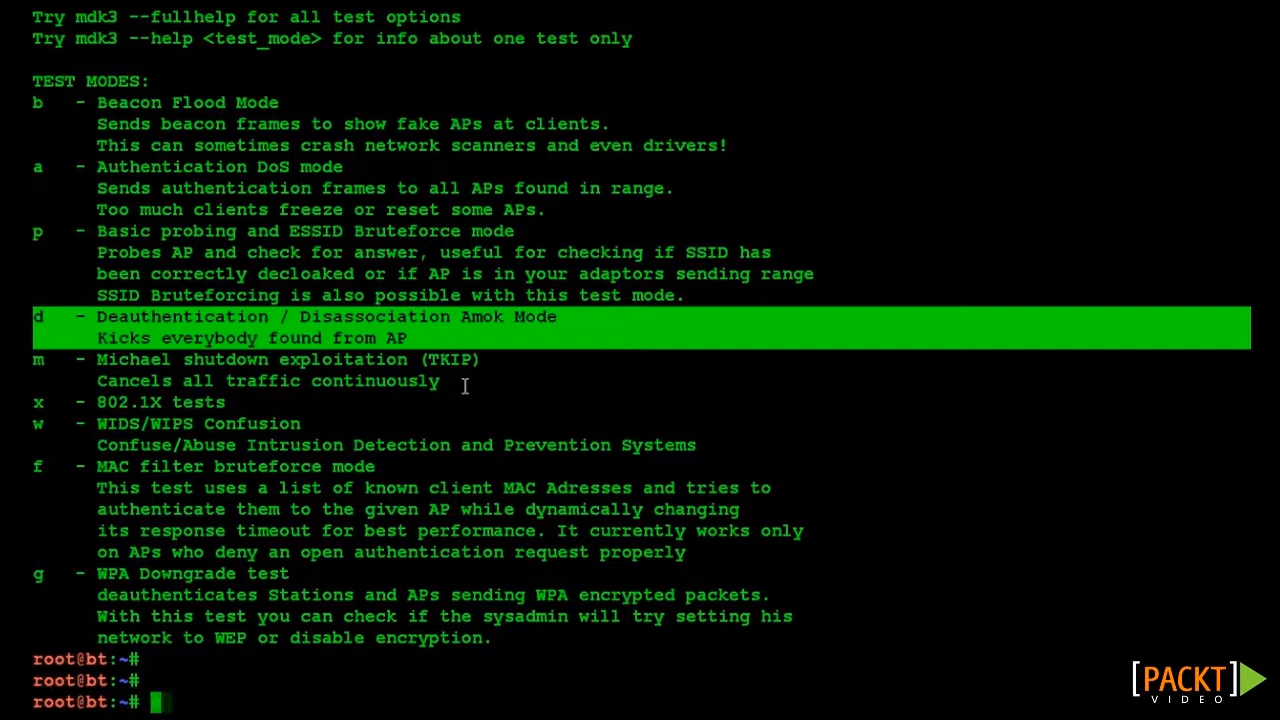 Try mdk3 --fullhelp for all test options
Try mdk3 --help <test_mode> for info about one test only
TEST MODES:
b - Beacon Flood Mode
Sends beacon frames to show fake APs at clients.
This can sometimes crash network scanners and even drivers!
a - Authentication DoS mode
Sends authentication frames to all APs found in range.
Too much clients freeze or reset some APs.
p - Basic probing and ESSID Bruteforce mode
Probes AP and check for answer, useful for checking if SSID has
been correctly decloaked or if AP is in your adaptors sending range
SSID Bruteforcing is also possible with this test mode.
d - Deauthentication / Disassociation Amok Mode
Kicks everybody found from AP
m - Michael shutdown exploitation (TKIP)
Cancels all traffic continuously
x - 802.1X tests
w - WIDS/WIPS Confusion
Confuse/Abuse Intrusion Detection and Prevention Systems
f - MAC filter bruteforce mode
This test uses a list of known client MAC Adresses and tries to
authenticate them to the given AP while dynamically changing
its response timeout for best performance. It currently works only
on APs who deny an open authentication request properly
g - WPA Downgrade test
deauthenticates Stations and APs sending WPA encrypted packets.
With this test you can check if the sysadmin will try setting his
network to WEP or disable encryption.
root@bt:~#
root@bt:~#
root@bt:~#
[PACKT]
VIDEO